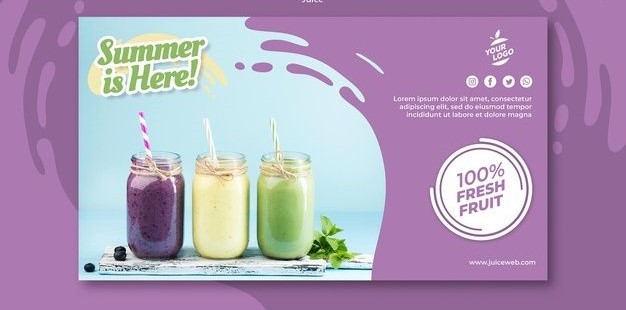 Juice
Summer
is Here!
YOUR
LOGO
Lorem ipsum dolor sit amet, consectetur
adipiscing elit, sed do eiusmod tempor
incididunt ut labore et dolore magna
100%
FRESH
FRUIT
www.juiceweb.com